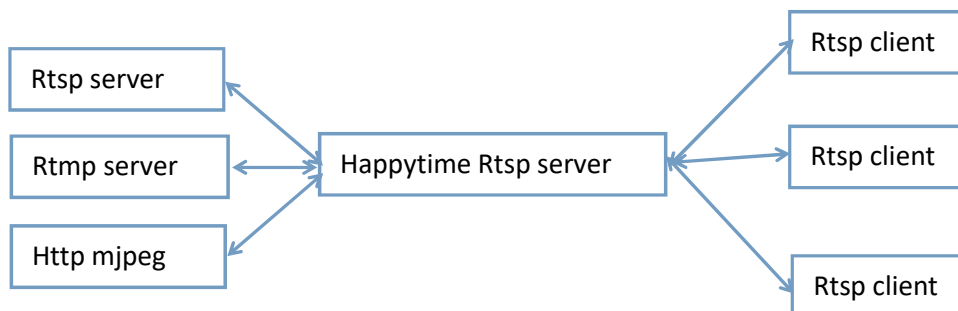 Rtsp server
Rtmp server
Http mjpeg
Happytime Rtsp server
Rtsp client
Rtsp client
Rtsp client